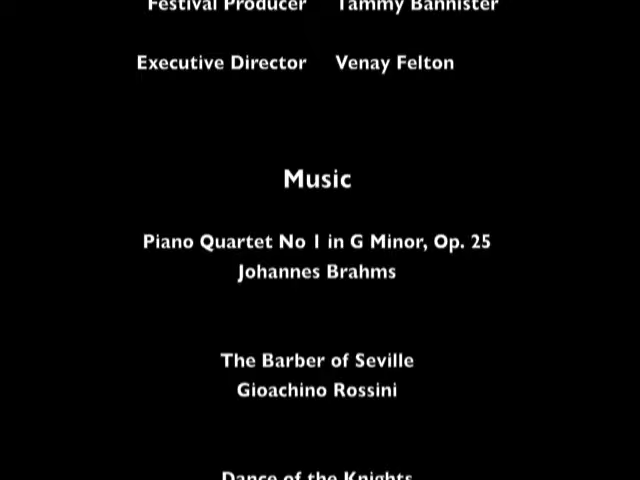 Festival Producer Tammy Bannister
Executive Director Venay Felton
Music
Piano Quartet No 1 in G Minor, Op. 25
Johannes Brahms
The Barber of Seville
Gioachino Rossini
Dance of the Knights